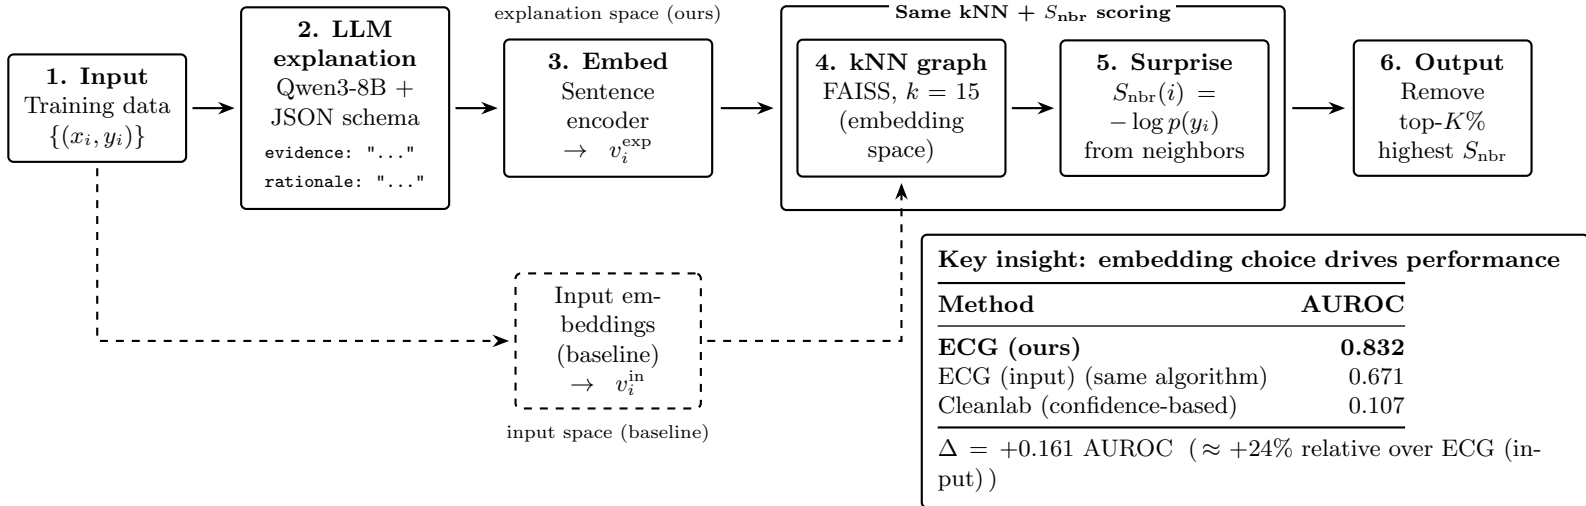 explanation space (ours)
Same kNN + S_nbr scoring
1. Input
Training data
{(x_i, y_i)}
2. LLM
explanation
Qwen3-8B +
JSON schema
evidence: "..."
rationale: "..."
3. Embed
Sentence
encoder
→ v_i^exp
4. kNN graph
FAISS, k = 15
(embedding
space)
5. Surprise
S_nbr(i) =
− log p(y_i)
from neighbors
6. Output
Remove
top-K%
highest S_nbr
Input em-
beddings
(baseline)
→ v_i^in
input space (baseline)
Key insight: embedding choice drives performance
Method AUROC
ECG (ours) 0.832
ECG (input) (same algorithm) 0.671
Cleanlab (confidence-based) 0.107
Δ = +0.161 AUROC (≈ +24% relative over ECG (in-
put))